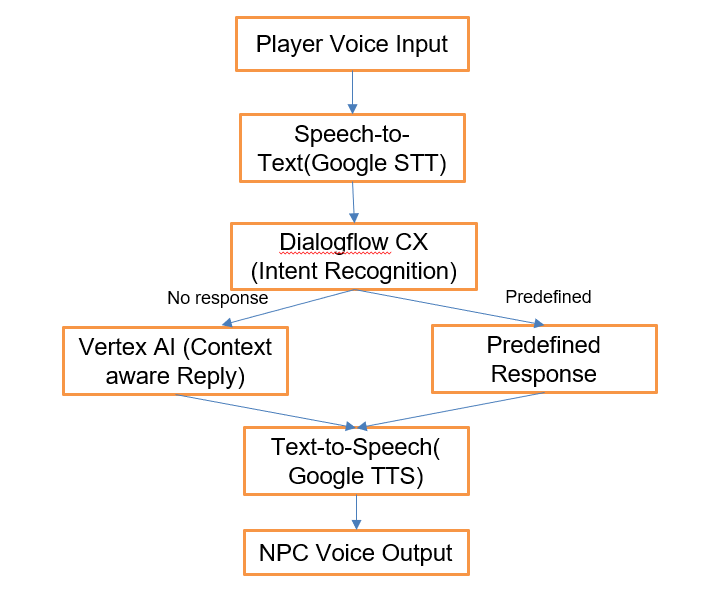 Player Voice Input
Speech-to-
Text(Google STT)
Dialogflow CX
(Intent Recognition)
No response
Predefined
Vertex AI (Context
aware Reply)
Predefined
Response
Text-to-Speech(
Google TTS)
NPC Voice Output